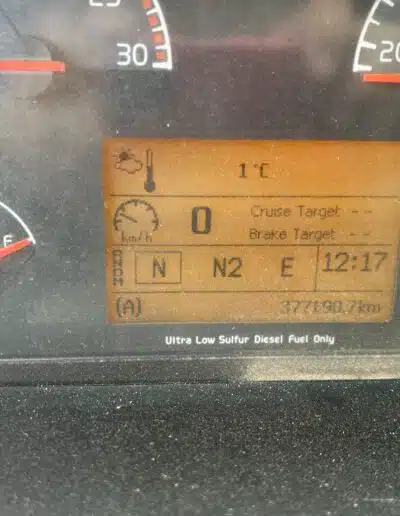 25
30
20
1°C
0
km/h
Cruise Target --
Brake Target --
F
N
N2
E
12:17
(A)
377190.7km
Ultra Low Sulfur Diesel Fuel Only